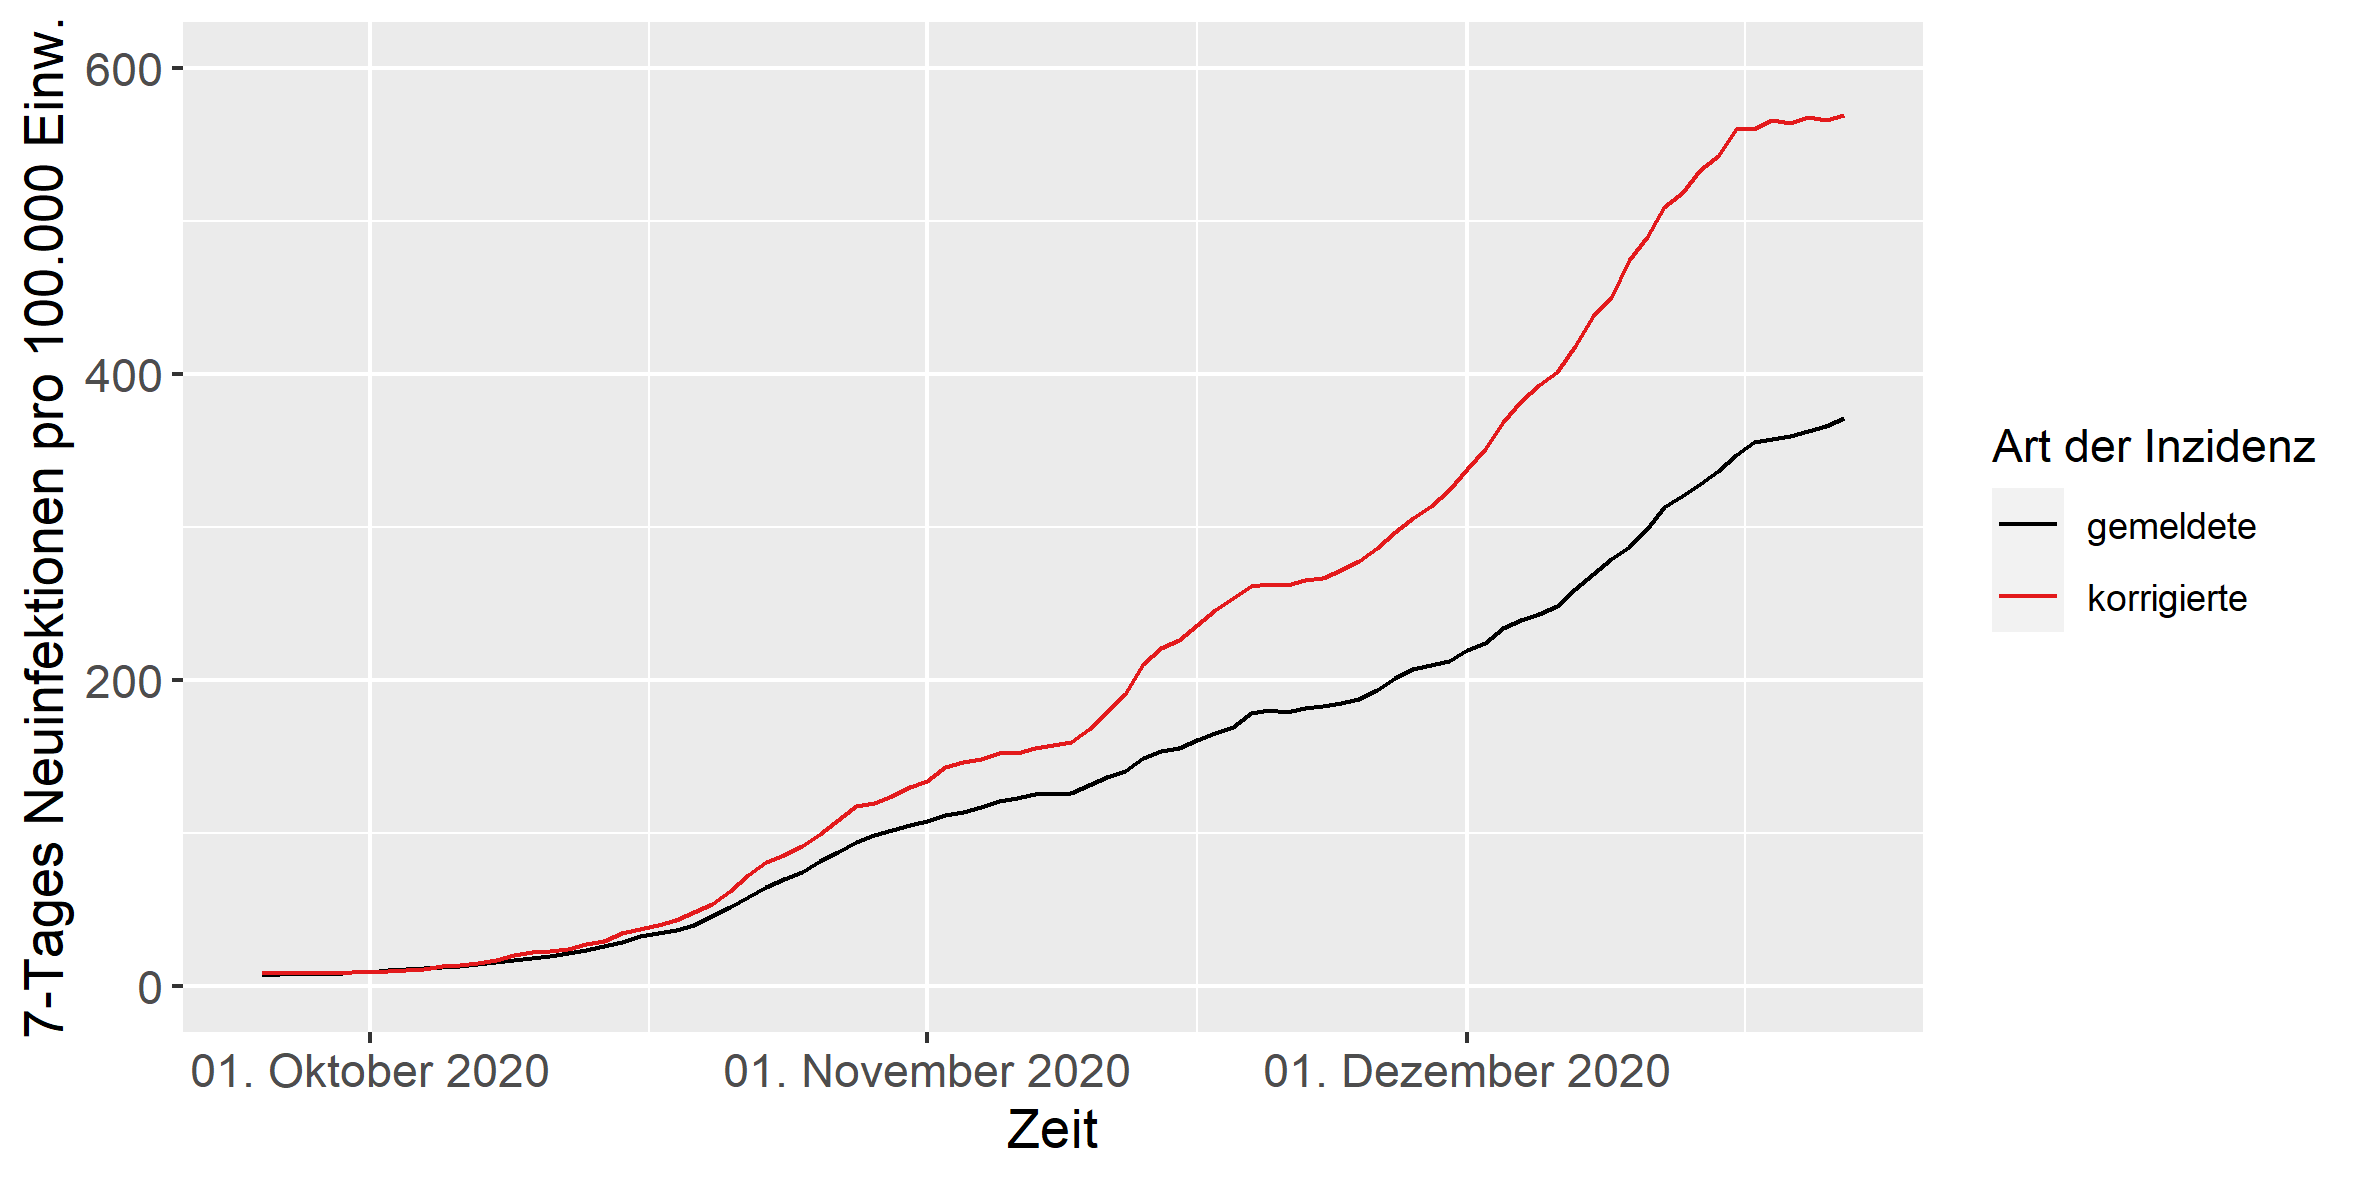 7-Tages Neuinfektionen pro 100.000 Einw.
600
400
200
0
01. Oktober 2020
01. November 2020
01. Dezember 2020
Zeit
Art der Inzidenz
gemeldete
korrigierte